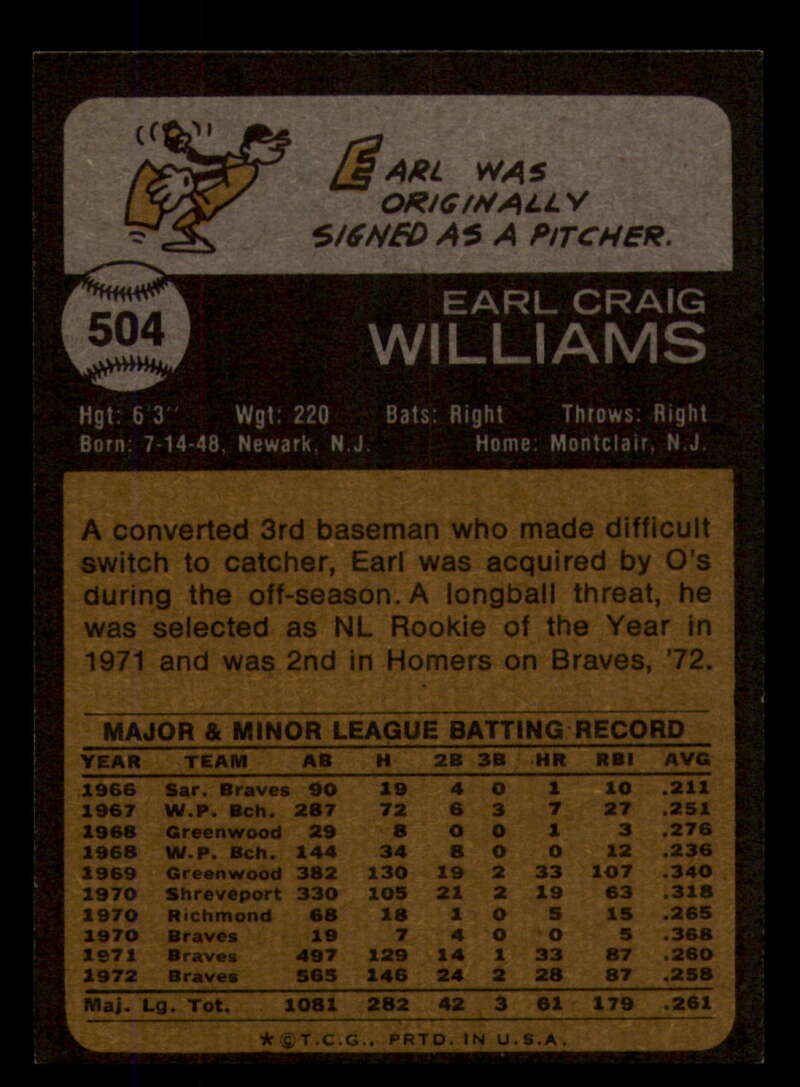 EARL WAS
ORIGINALLY
SIGNED AS A PITCHER.
504
EARL CRAIG
WILLIAMS
Hgt: 6'3" Wgt: 220 Bats: Right Throws: Right
Born: 7-14-48, Newark, N.J. Home: Montclair, N.J.
A converted 3rd baseman who made difficult
switch to catcher, Earl was acquired by O's
during the off-season. A longball threat, he
was selected as NL Rookie of the Year in
1971 and was 2nd in Homers on Braves, '72.
MAJOR & MINOR LEAGUE BATTING RECORD
YEAR TEAM AB H 2B 3B HR RBI AVG
1966 Sar. Braves 90 19 4 0 1 10 .211
1967 W.P. Bch. 287 72 6 3 7 27 .251
1968 Greenwood 29 8 0 0 1 3 .276
1968 W.P. Bch. 144 34 8 0 0 12 .236
1969 Greenwood 382 130 19 2 33 107 .340
1970 Shreveport 330 105 21 2 19 63 .318
1970 Richmond 68 18 1 0 5 15 .265
1970 Braves 19 7 4 0 0 5 .368
1971 Braves 497 129 14 1 33 87 .260
1972 Braves 565 146 24 2 28 87 .258
Maj. Lg. Tot. 1081 282 42 3 61 179 .261
*©T.C.G., PRTD. IN U.S.A.